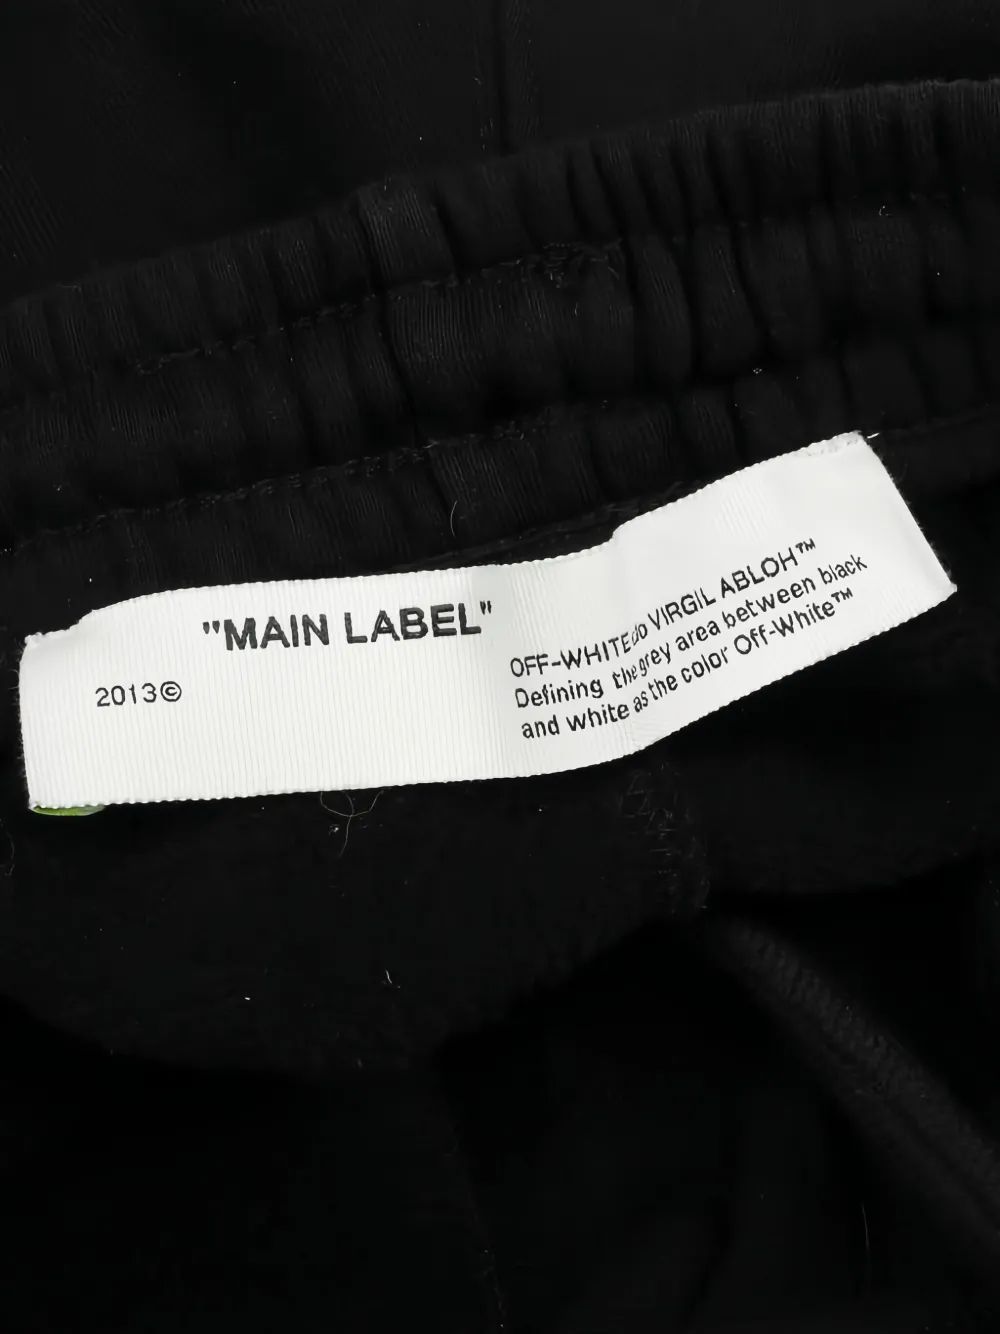 "MAIN LABEL"
2013©
OFF-WHITE c/o VIRGIL ABLOH™
Defining the grey area between black
and white as the color Off-White™